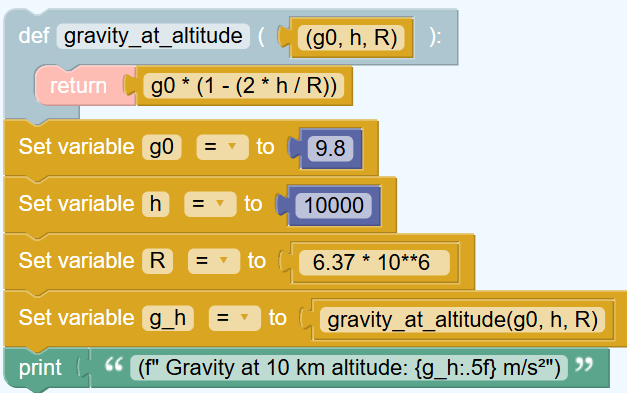 def gravity_at_altitude ( (g0, h, R) ):
return g0 * (1 - (2 * h / R))
Set variable g0 = to 9.8
Set variable h = to 10000
Set variable R = to 6.37 * 10**6
Set variable g_h = to gravity_at_altitude(g0, h, R)
print “ (f" Gravity at 10 km altitude: {g_h:.5f} m/s²") ”